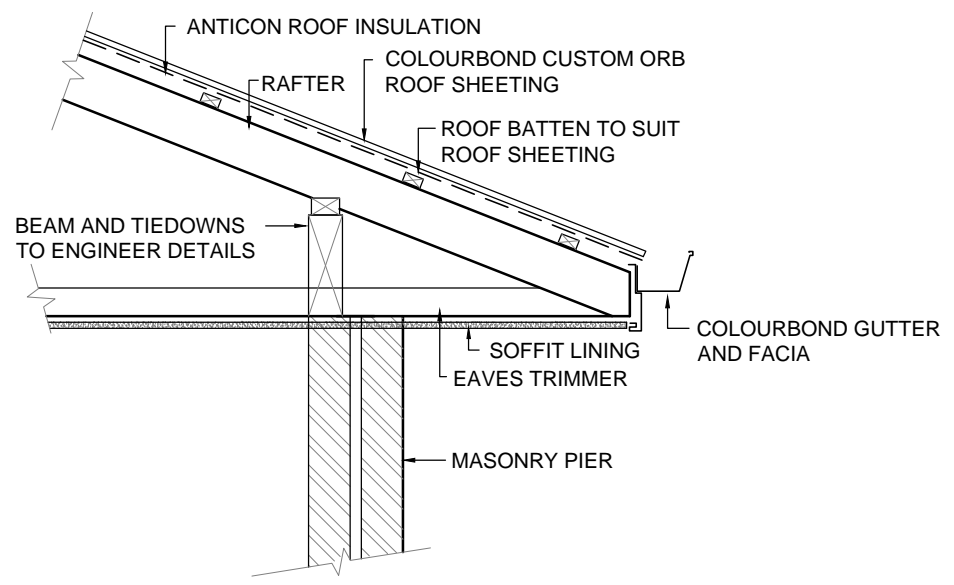 ANTICON ROOF INSULATION
COLOURBOND CUSTOM ORB
ROOF SHEETING
RAFTER
ROOF BATTEN TO SUIT
ROOF SHEETING
BEAM AND TIEDOWNS
TO ENGINEER DETAILS
COLOURBOND GUTTER
AND FACIA
SOFFIT LINING
EAVES TRIMMER
MASONRY PIER